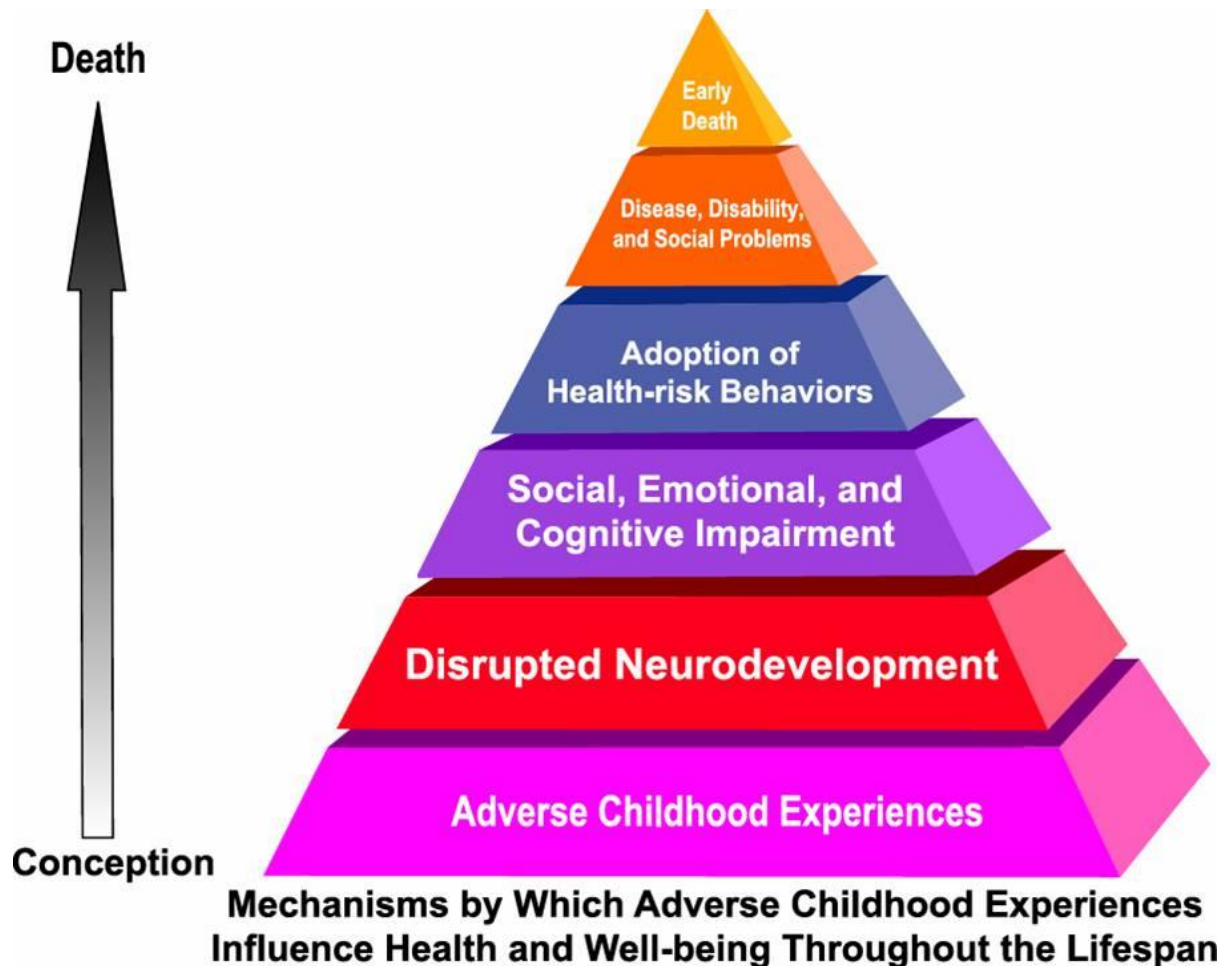 Death
Early
Death
Disease, Disability,
and Social Problems
Adoption of
Health-risk Behaviors
Social, Emotional, and
Cognitive Impairment
Disrupted Neurodevelopment
Adverse Childhood Experiences
Conception
Mechanisms by Which Adverse Childhood Experiences
Influence Health and Well-being Throughout the Lifespan